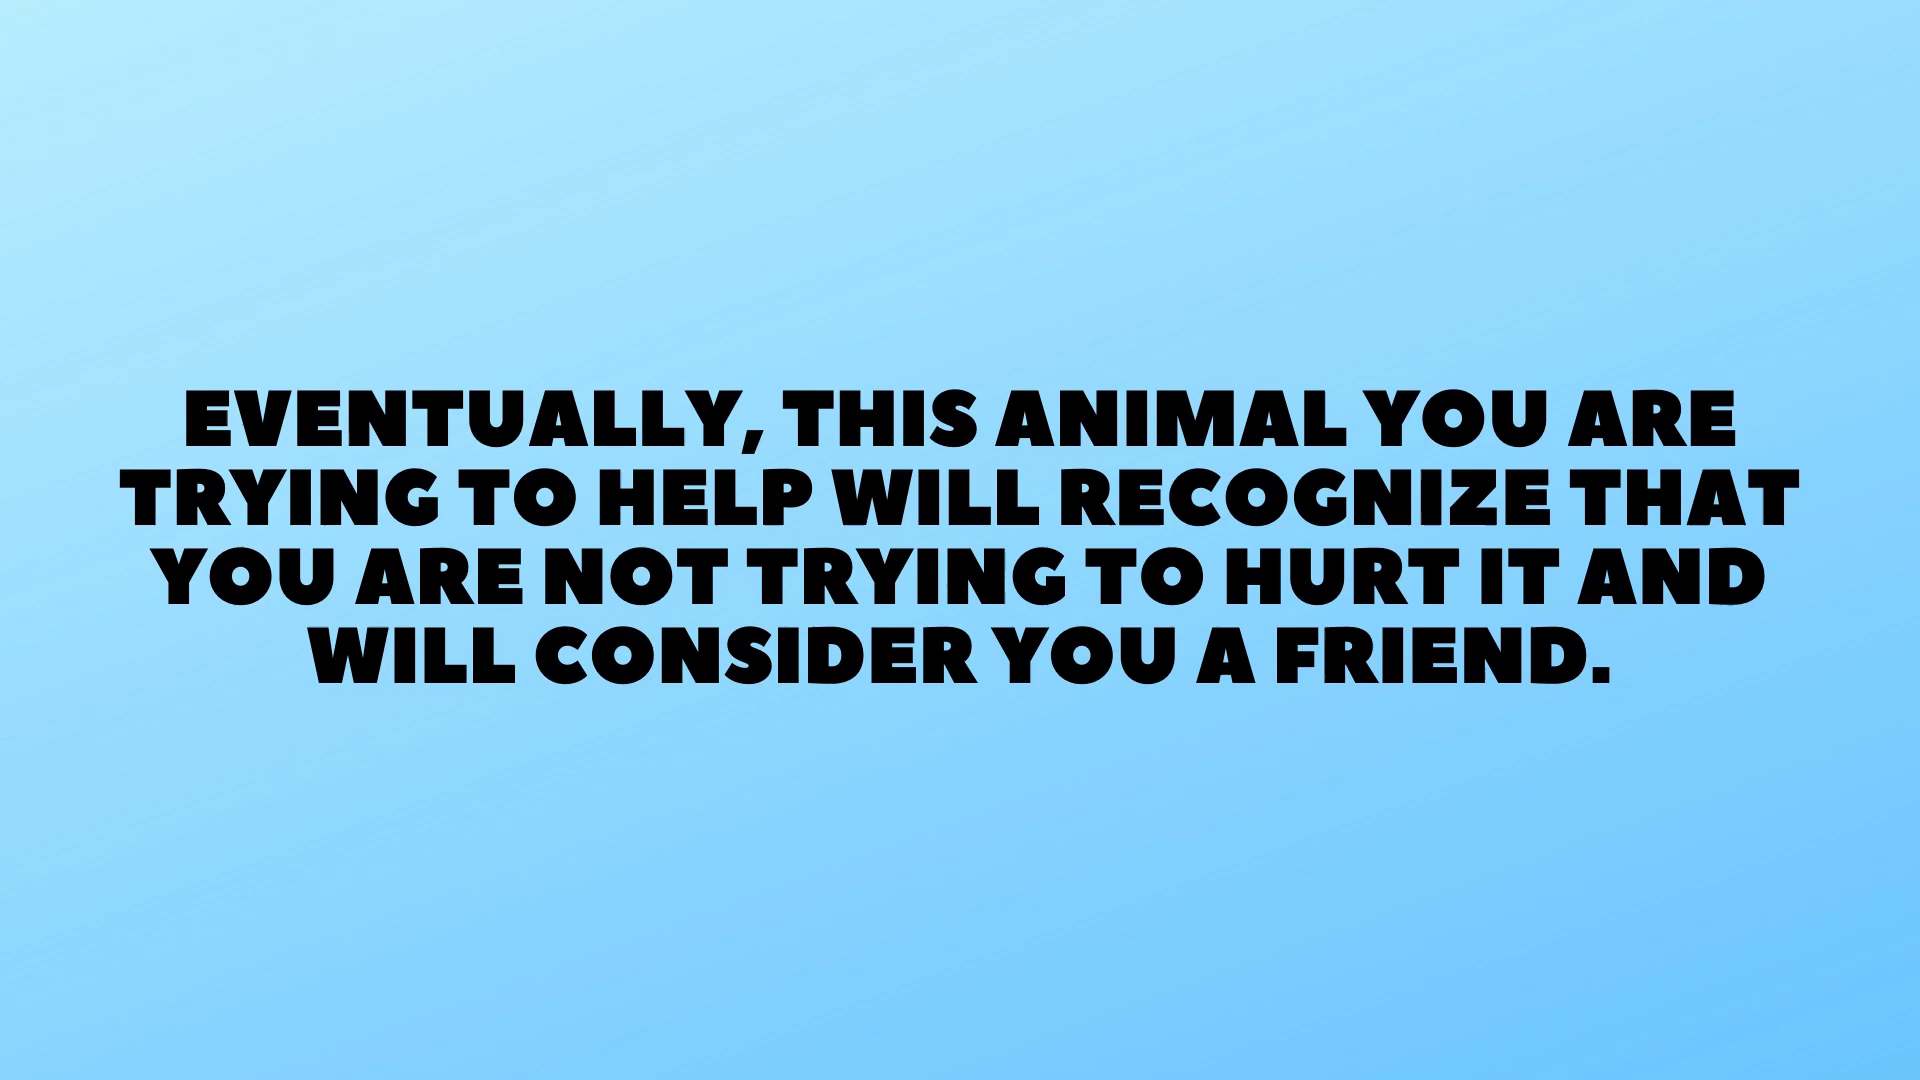 EVENTUALLY, THIS ANIMAL YOU ARE
TRYING TO HELP WILL RECOGNIZE THAT
YOU ARE NOT TRYING TO HURT IT AND
WILL CONSIDER YOU A FRIEND.